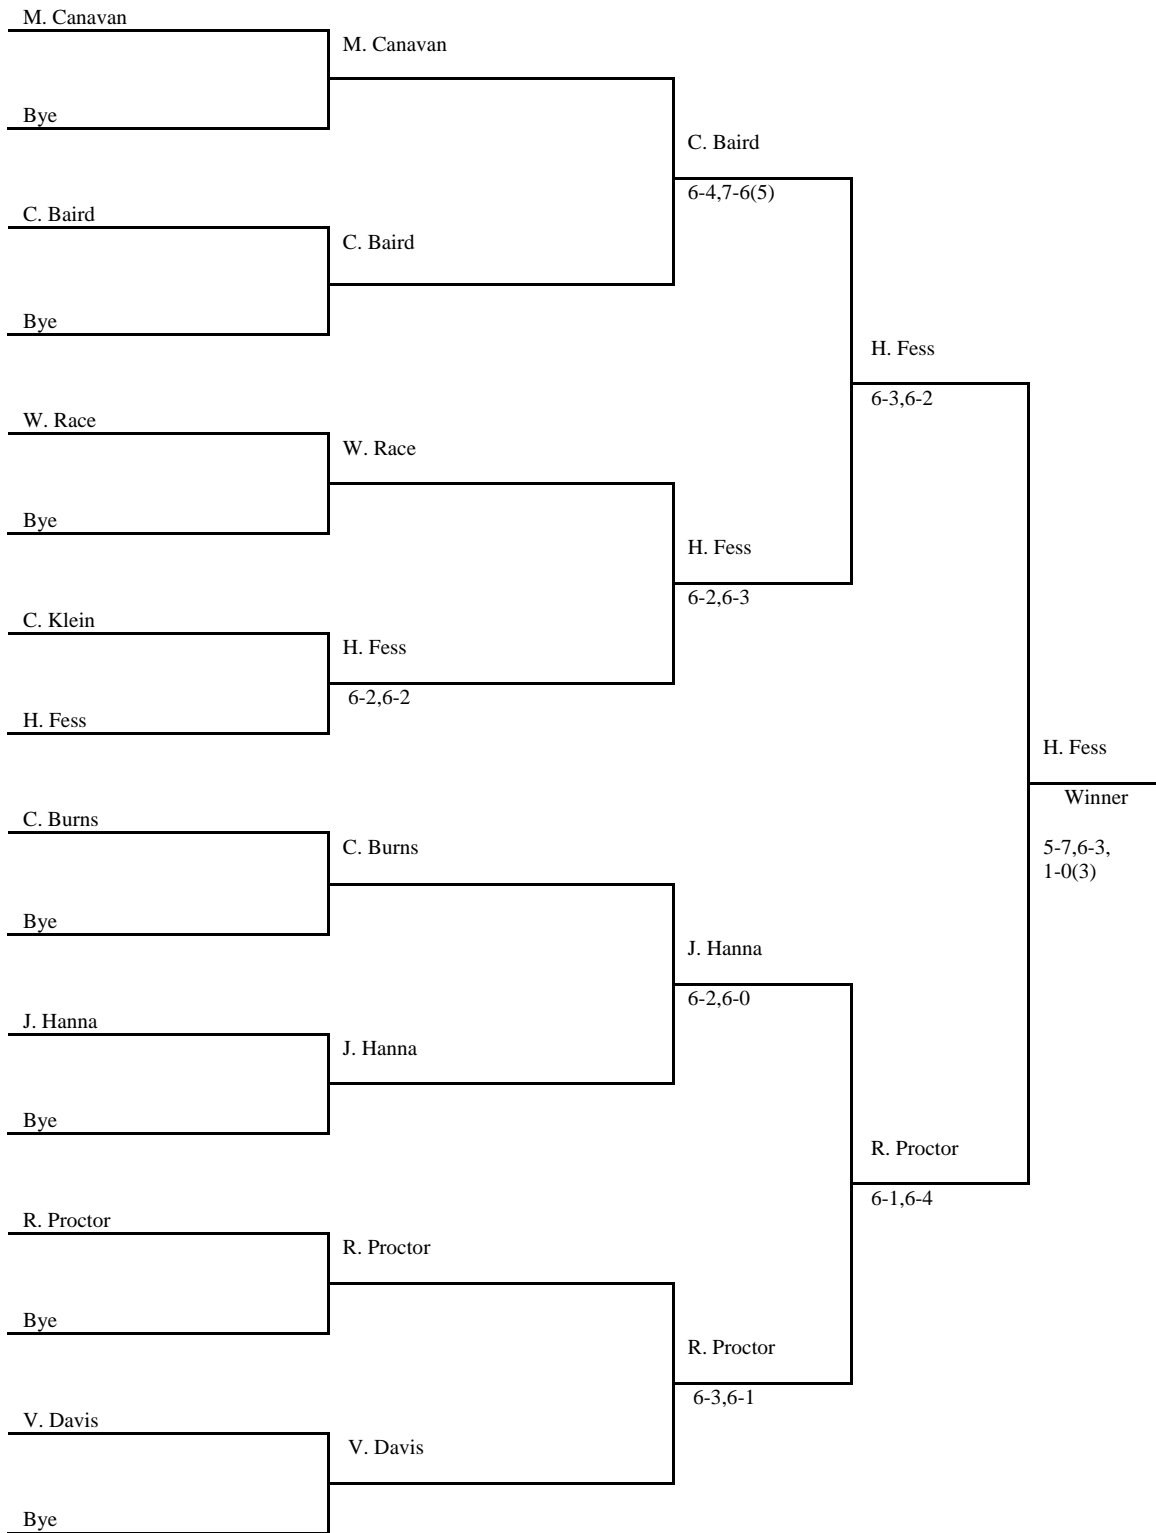 M. Canavan
M. Canavan
Bye
C. Baird
6-4,7-6(5)
C. Baird
C. Baird
Bye
H. Fess
6-3,6-2
W. Race
W. Race
Bye
H. Fess
6-2,6-3
C. Klein
H. Fess
6-2,6-2
H. Fess
H. Fess
Winner
5-7,6-3,
1-0(3)
C. Burns
C. Burns
Bye
J. Hanna
6-2,6-0
J. Hanna
J. Hanna
Bye
R. Proctor
6-1,6-4
R. Proctor
R. Proctor
Bye
R. Proctor
6-3,6-1
V. Davis
V. Davis
Bye